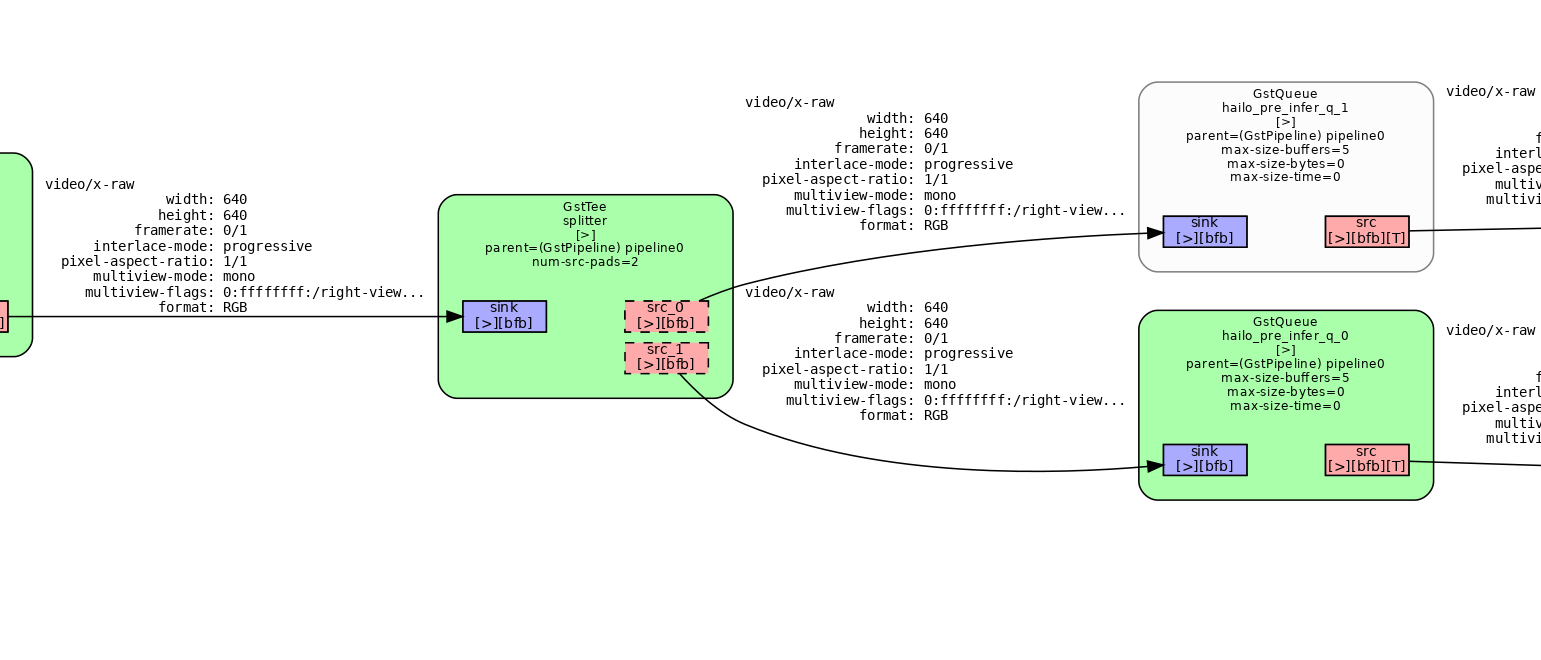 ]
video/x-raw
width: 640
height: 640
framerate: 0/1
interlace-mode: progressive
pixel-aspect-ratio: 1/1
multiview-mode: mono
multiview-flags: 0:ffffffff:/right-view...
format: RGB
GstTee
splitter
[>]
parent=(GstPipeline) pipeline0
num-src-pads=2
sink
[>][bfb]
src_0
[>][bfb]
src_1
[>][bfb]
video/x-raw
width: 640
height: 640
framerate: 0/1
interlace-mode: progressive
pixel-aspect-ratio: 1/1
multiview-mode: mono
multiview-flags: 0:ffffffff:/right-view...
format: RGB
video/x-raw
width: 640
height: 640
framerate: 0/1
interlace-mode: progressive
pixel-aspect-ratio: 1/1
multiview-mode: mono
multiview-flags: 0:ffffffff:/right-view...
format: RGB
GstQueue
hailo_pre_infer_q_1
[>]
parent=(GstPipeline) pipeline0
max-size-buffers=5
max-size-bytes=0
max-size-time=0
sink
[>][bfb]
src
[>][bfb][T]
GstQueue
hailo_pre_infer_q_0
[>]
parent=(GstPipeline) pipeline0
max-size-buffers=5
max-size-bytes=0
max-size-time=0
sink
[>][bfb]
src
[>][bfb][T]
video/x-raw
f
interl
pixel-aspe
multiv
multivi
video/x-raw
f
interl
pixel-aspe
multiv
multivi